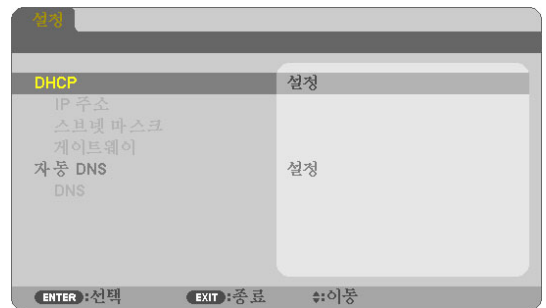 설정
DHCP 설정
IP 주소
스브넷 마스크
게이트웨이
자동 DNS 설정
DNS
ENTER :선택 EXIT :종료 :이동